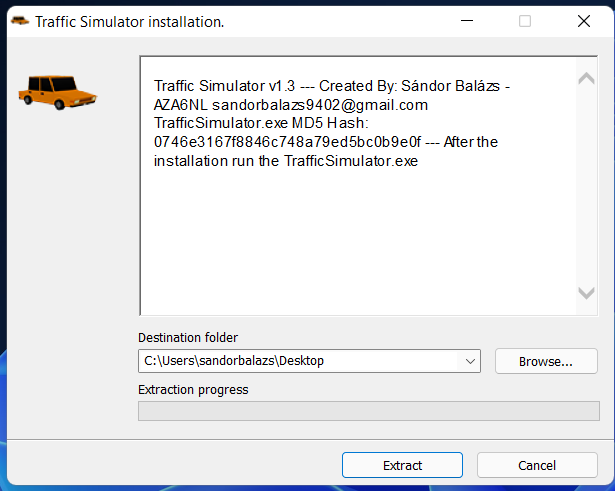 Traffic Simulator installation.
Traffic Simulator v1.3 --- Created By: Sándor Balázs -
AZA6NL sandorbalazs9402@gmail.com
TrafficSimulator.exe MD5 Hash:
0746e3167f8846c748a79ed5bc0b9e0f --- After the
installation run the TrafficSimulator.exe
Destination folder
C:\Users\sandorbalazs\Desktop
Browse...
Extraction progress
Extract
Cancel